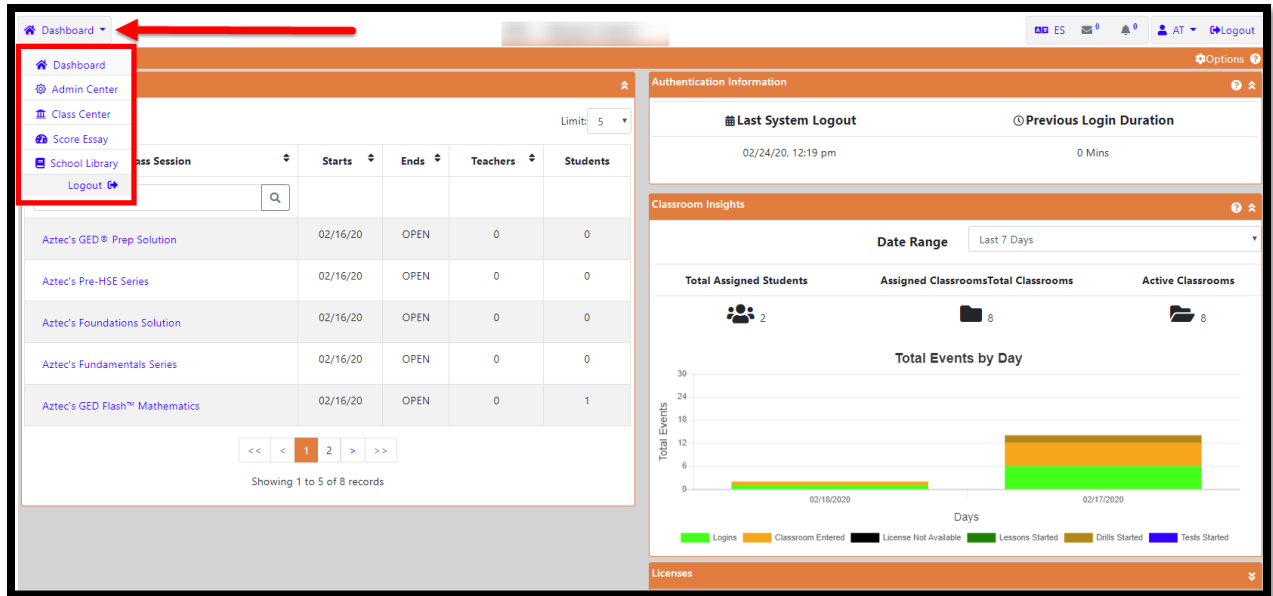 Dashboard
ES 0 0 AT Logout
Dashboard
Admin Center
Class Center
Score Essay
School Library
Logout
Options
Limit: 5
ass Session Starts Ends Teachers Students
Aztec's GED® Prep Solution 02/16/20 OPEN 0 0
Aztec's Pre-HSE Series 02/16/20 OPEN 0 0
Aztec's Foundations Solution 02/16/20 OPEN 0 0
Aztec's Fundamentals Series 02/16/20 OPEN 0 0
Aztec's GED Flash™ Mathematics 02/16/20 OPEN 0 1
<< < 1 2 > >>
Showing 1 to 5 of 8 records
Authentication Information
Last System Logout Previous Login Duration
02/24/20, 12:19 pm 0 Mins
Classroom Insights
Date Range Last 7 Days
Total Assigned Students Assigned ClassroomsTotal Classrooms Active Classrooms
2 8 8
Total Events by Day
30
24
18
12
6
0
Total Events
02/18/2020 02/17/2020
Days
Logins Classroom Entered License Not Available Lessons Started Drills Started Tests Started
Licenses